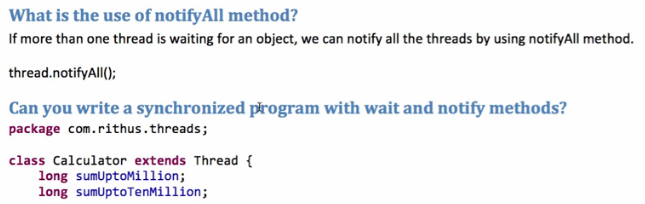 What is the use of notifyAll method?
If more than one thread is waiting for an object, we can notify all the threads by using notifyAll method.
thread.notifyAll();
Can you write a synchronized program with wait and notify methods?
package com.rithus.threads;
class Calculator extends Thread {
long sumUptoMillion;
long sumUptoTenMillion;